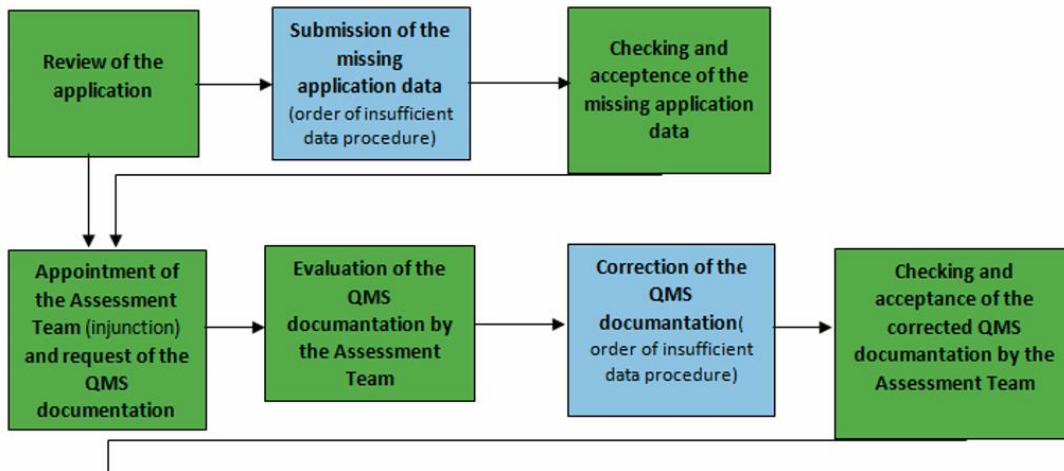 Review of the
application
Submission of the
missing
application data
(order of insufficient
data procedure)
Checking and
acceptence of the
missing application
data
Appointment of
the Assessment
Team (injunction)
and request of the
QMS
documentation
Evaluation of the
QMS
documantation by
the Assessment
Team
Correction of the
QMS
documantation(
order of insufficient
data procedure)
Checking and
acceptance of the
corrected QMS
documantation by the
Assessment Team